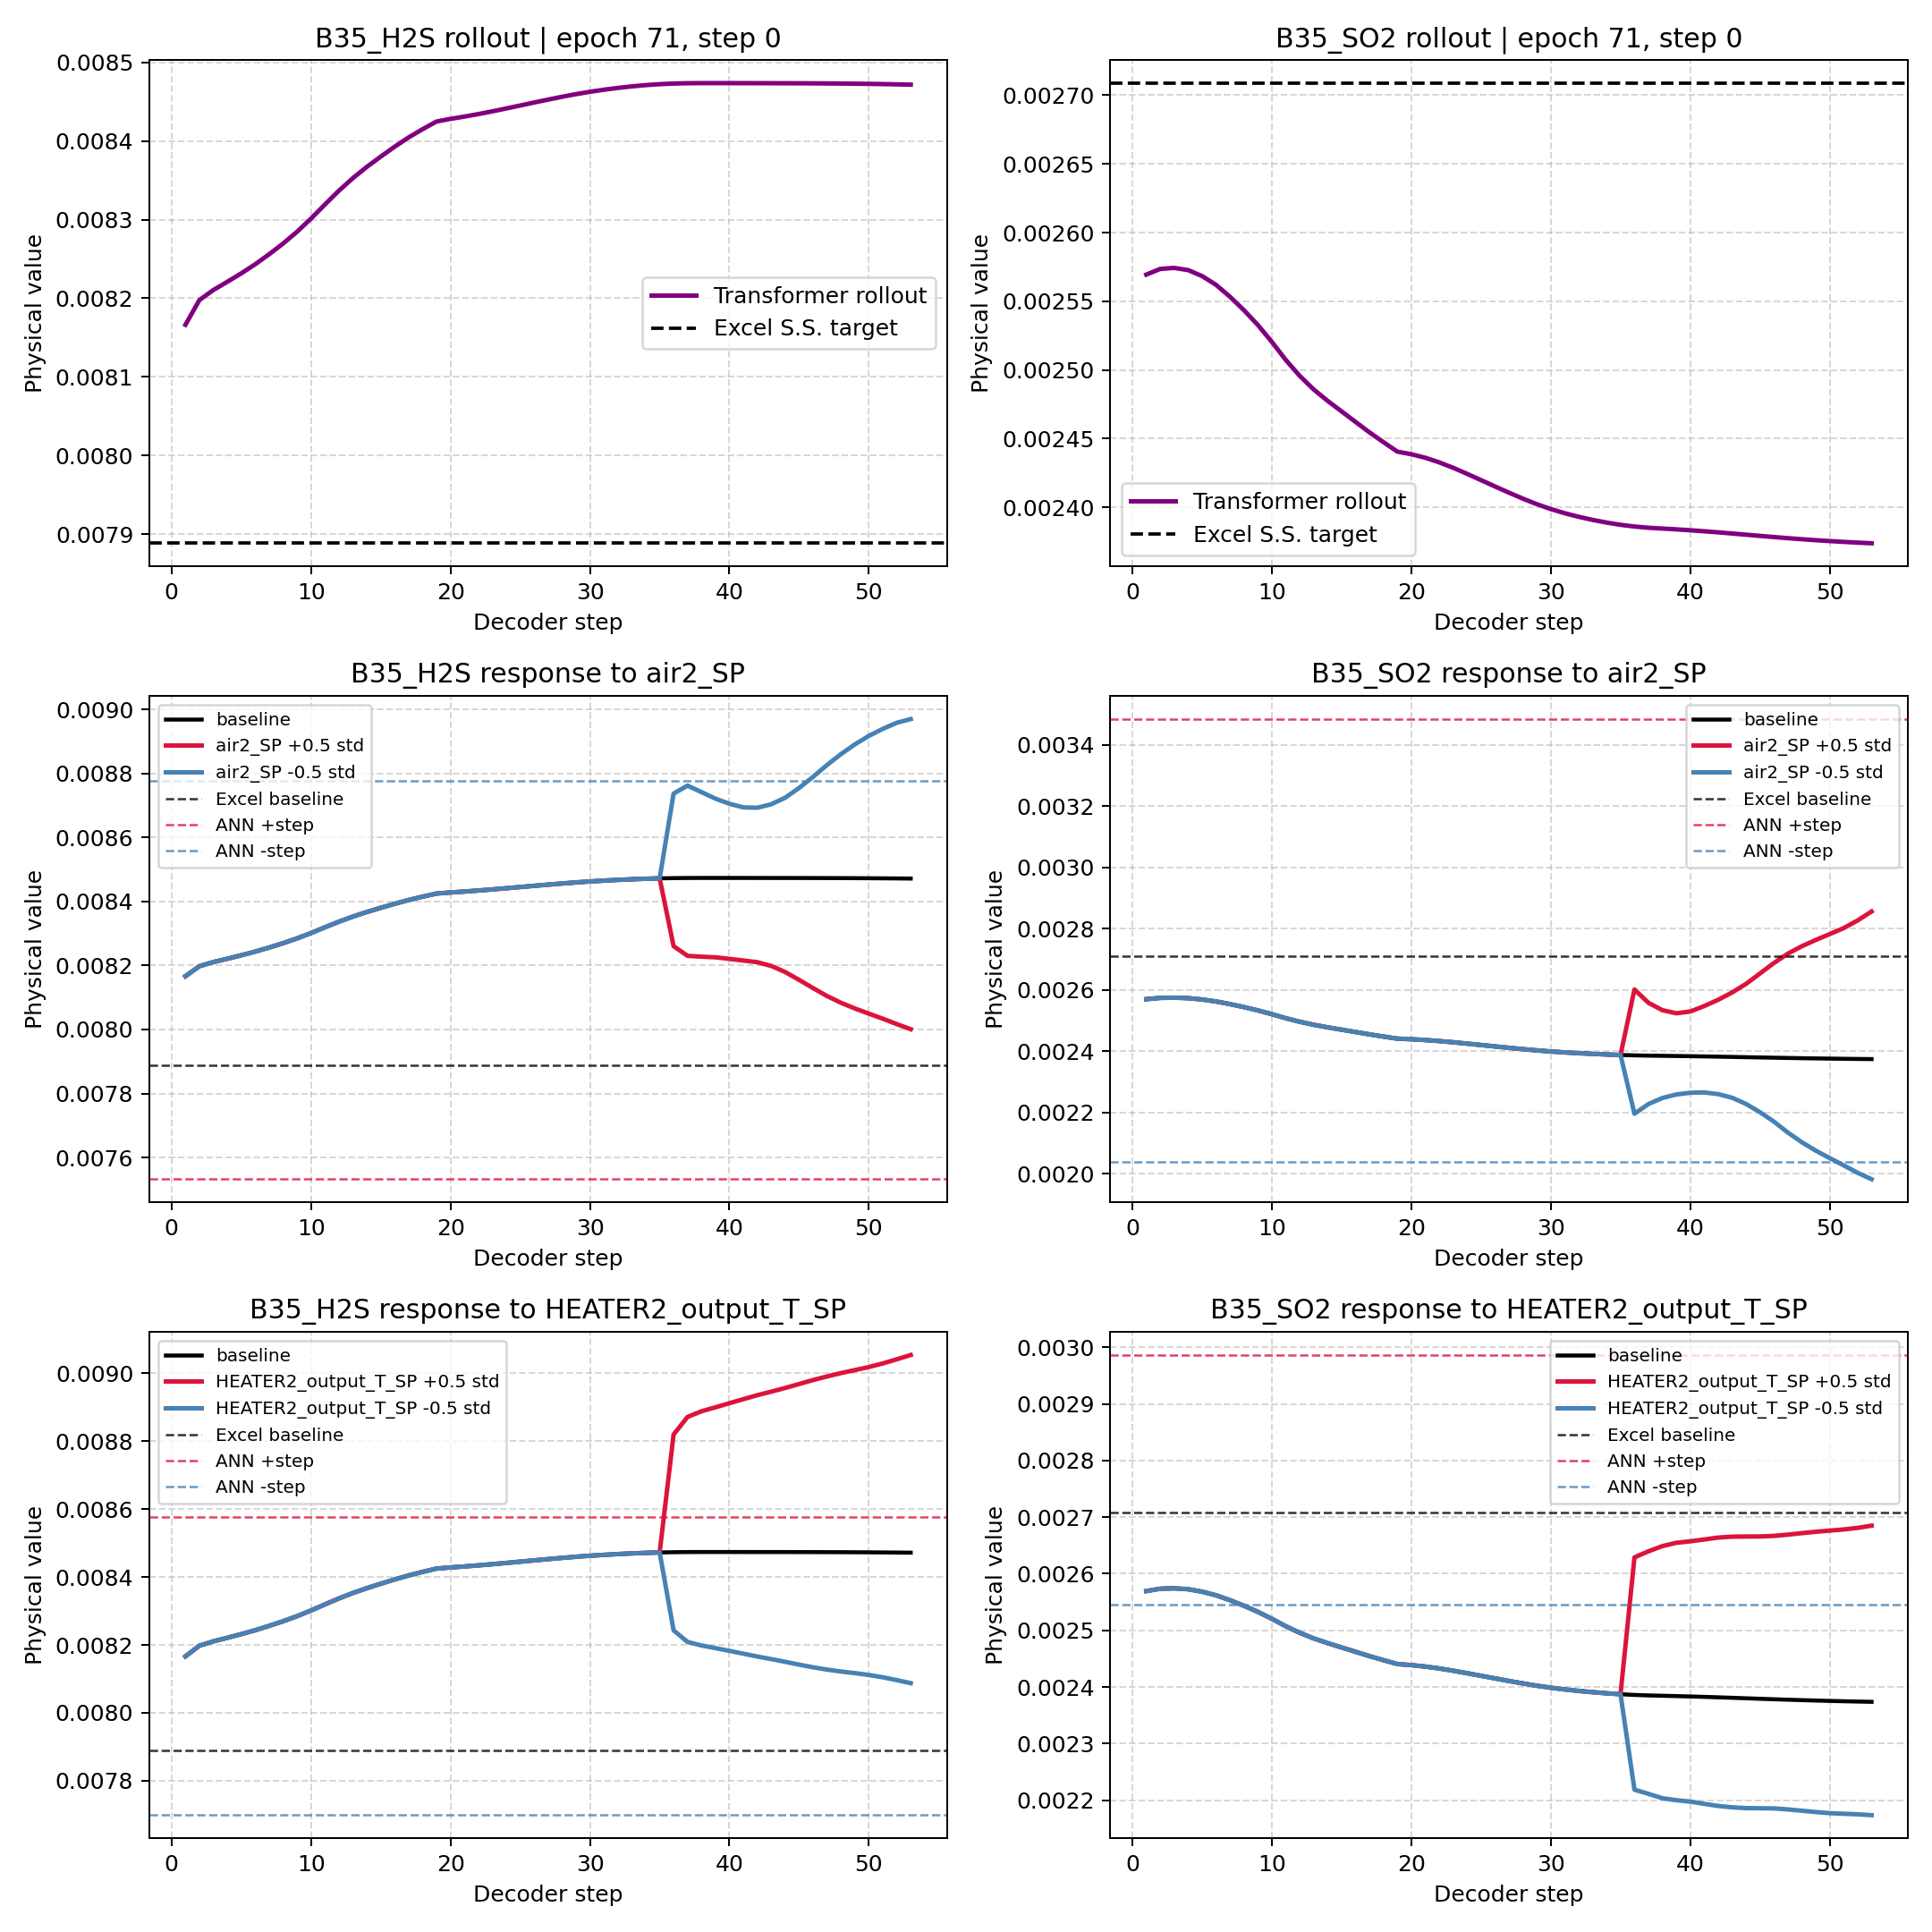 B35_H2S rollout | epoch 71, step 0
Physical value
0.0085
0.0084
0.0083
0.0082
0.0081
0.0080
0.0079
Transformer rollout
Excel S.S. target
0 10 20 30 40 50
Decoder step
B35_SO2 rollout | epoch 71, step 0
Physical value
0.00270
0.00265
0.00260
0.00255
0.00250
0.00245
0.00240
Transformer rollout
Excel S.S. target
0 10 20 30 40 50
Decoder step
B35_H2S response to air2_SP
Physical value
0.0090
0.0088
0.0086
0.0084
0.0082
0.0080
0.0078
0.0076
baseline
air2_SP +0.5 std
air2_SP -0.5 std
Excel baseline
ANN +step
ANN -step
0 10 20 30 40 50
Decoder step
B35_SO2 response to air2_SP
Physical value
0.0034
0.0032
0.0030
0.0028
0.0026
0.0024
0.0022
0.0020
baseline
air2_SP +0.5 std
air2_SP -0.5 std
Excel baseline
ANN +step
ANN -step
0 10 20 30 40 50
Decoder step
B35_H2S response to HEATER2_output_T_SP
Physical value
0.0090
0.0088
0.0086
0.0084
0.0082
0.0080
0.0078
baseline
HEATER2_output_T_SP +0.5 std
HEATER2_output_T_SP -0.5 std
Excel baseline
ANN +step
ANN -step
0 10 20 30 40 50
Decoder step
B35_SO2 response to HEATER2_output_T_SP
Physical value
0.0030
0.0029
0.0028
0.0027
0.0026
0.0025
0.0024
0.0023
0.0022
baseline
HEATER2_output_T_SP +0.5 std
HEATER2_output_T_SP -0.5 std
Excel baseline
ANN +step
ANN -step
0 10 20 30 40 50
Decoder step